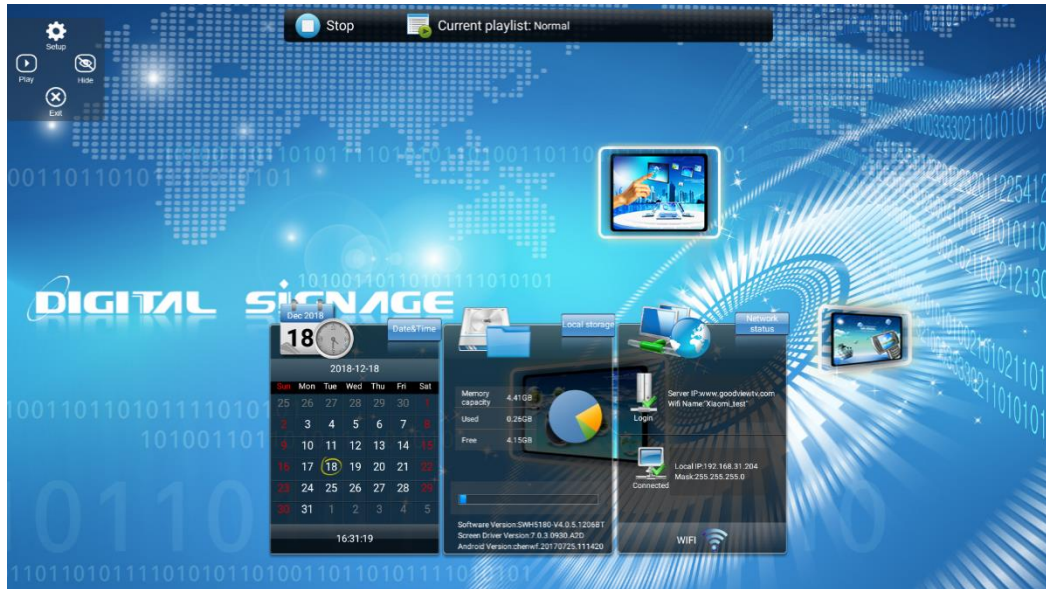 Setup
Play
Hide
Exit
Stop
Current playlist: Normal
DIGITAL SIGNAGE
Dec 2018
18
Date&Time
2018-12-18
Sun Mon Tue Wed Thu Fri Sat
25 26 27 28 29 30 1
2 3 4 5 6 7 8
9 10 11 12 13 14 15
16 17 18 19 20 21 22
23 24 25 26 27 28 29
30 31 1 2 3 4 5
16:31:19
Local storage
Memory capacity 4.41GB
Used 0.26GB
Free 4.15GB
Software Version:SWH5180-V4.0.5.1206BT
Screen Driver Version:7.0.3.0930.A2D
Android Version:chenwf.20170725.111420
Network
status
Server IP:www.goodviewtv.com
Wifi Name:"Xiaomi_test"
Login
Local IP:192.168.31.204
Mask:255.255.255.0
Connected
WIFI